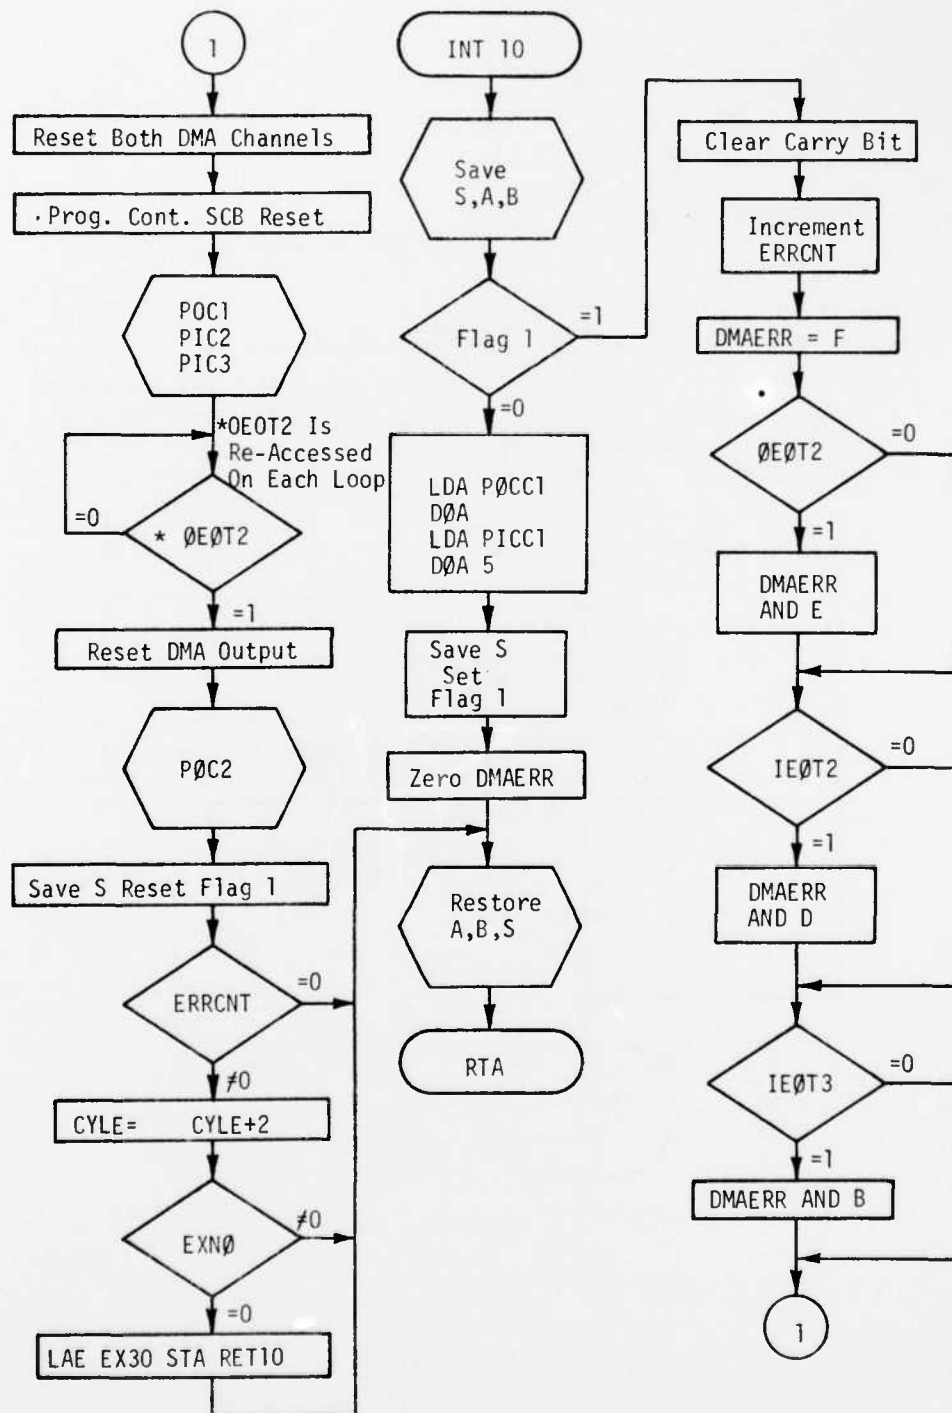 1
Reset Both DMA Channels
Prog. Cont. SCB Reset
POC1
PIC2
PIC3
*OEOT2 Is
Re-Accessed
On Each Loop
=0
* ØEØT2
=1
Reset DMA Output
PØC2
Save S Reset Flag 1
ERRCNT
=0
≠0
CYLE= CYLE+2
EXNØ
≠0
=0
LAE EX30 STA RET10
INT 10
Save
S,A,B
Flag 1
=1
=0
LDA PØCC1
DØA
LDA PICC1
DØA 5
Save S
Set
Flag 1
Zero DMAERR
Restore
A,B,S
RTA
Clear Carry Bit
Increment
ERRCNT
DMAERR = F
ØEØT2
=0
=1
DMAERR
AND E
IEØT2
=0
=1
DMAERR
AND D
IEØT3
=0
=1
DMAERR AND B
1